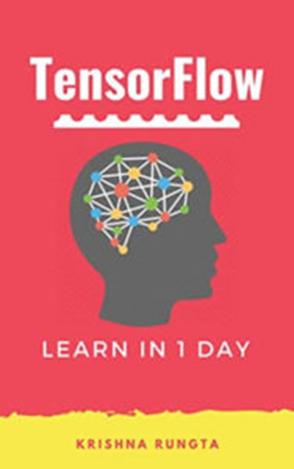 TensorFlow
LEARN IN 1 DAY
KRISHNA RUNGTA